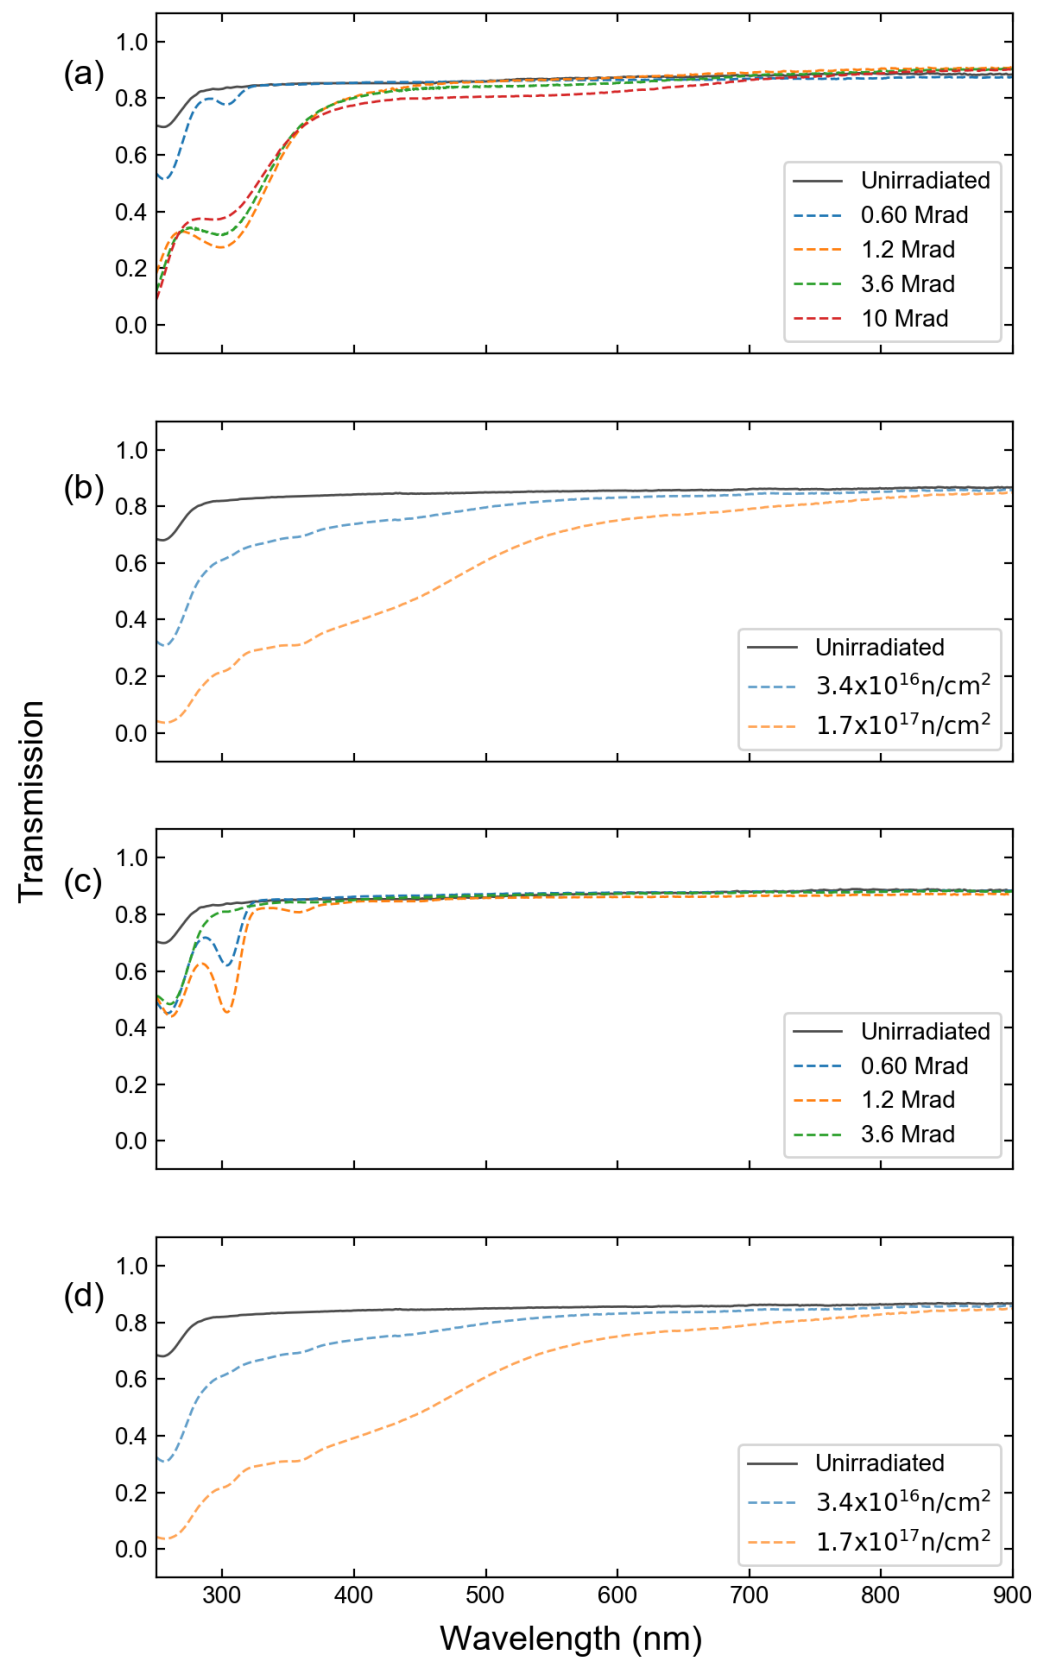 (a)
1.0
0.8
0.6
0.4
0.2
0.0
Unirradiated
0.60 Mrad
1.2 Mrad
3.6 Mrad
10 Mrad
(b)
1.0
0.8
0.6
0.4
0.2
0.0
Unirradiated
3.4x10¹⁶n/cm²
1.7x10¹⁷n/cm²
Transmission
(c)
1.0
0.8
0.6
0.4
0.2
0.0
Unirradiated
0.60 Mrad
1.2 Mrad
3.6 Mrad
(d)
1.0
0.8
0.6
0.4
0.2
0.0
Unirradiated
3.4x10¹⁶n/cm²
1.7x10¹⁷n/cm²
300 400 500 600 700 800 900
Wavelength (nm)